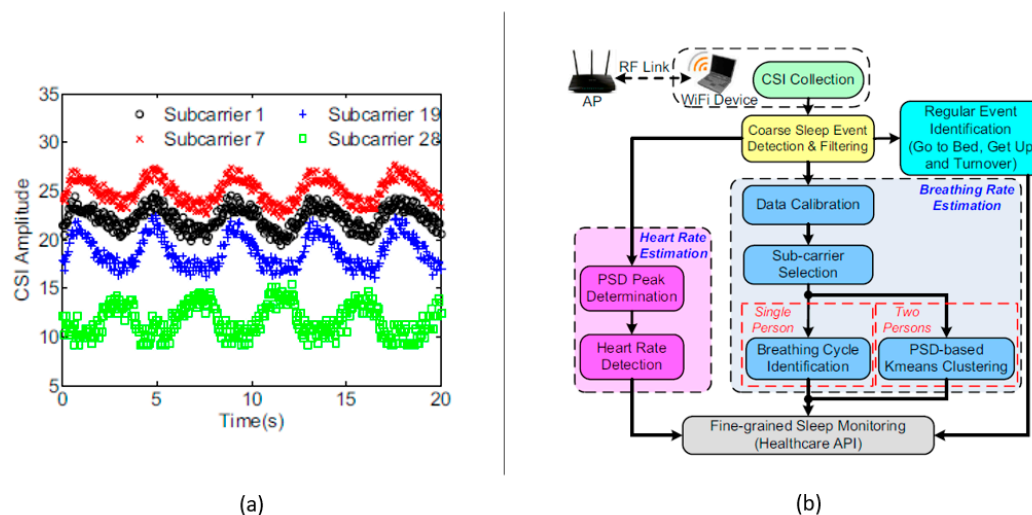 35
30
25
20
15
10
5
0
5
10
15
20
CSI Amplitude
Time(s)
Subcarrier 1
Subcarrier 19
Subcarrier 7
Subcarrier 28
(a)
RF Link
AP
WiFi Device
CSI Collection
Coarse Sleep Event
Detection & Filtering
Regular Event
Identification
(Go to Bed, Get Up
and Turnover)
Breathing Rate
Estimation
Data Calibration
Sub-carrier
Selection
Heart Rate
Estimation
PSD Peak
Determination
Heart Rate
Detection
Single
Person
Breathing Cycle
Identification
Two
Persons
PSD-based
Kmeans Clustering
Fine-grained Sleep Monitoring
(Healthcare API)
(b)